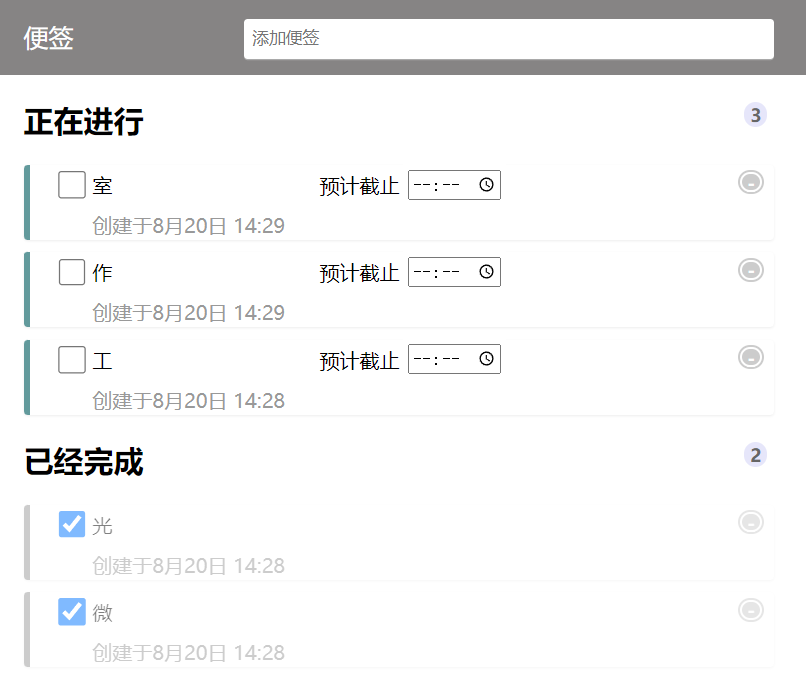 便签
添加便签
正在进行 3
室 预计截止 --:--
创建于8月20日 14:29
作 预计截止 --:--
创建于8月20日 14:29
工 预计截止 --:--
创建于8月20日 14:28
已经完成 2
光
创建于8月20日 14:28
微
创建于8月20日 14:28